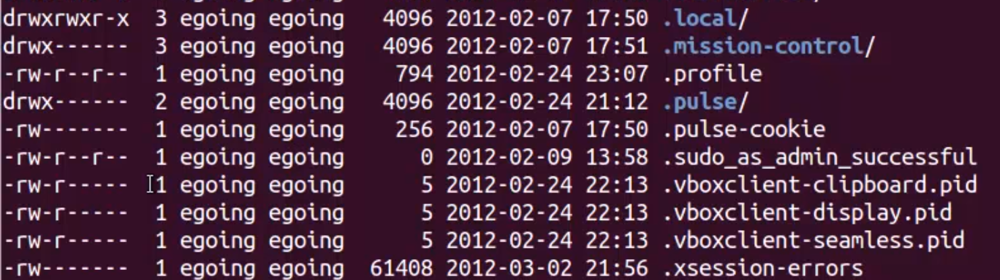 drwxrwxr-x 3 egoing egoing 4096 2012-02-07 17:50 .local/
drwx------ 3 egoing egoing 4096 2012-02-07 17:51 .mission-control/
-rw-r--r-- 1 egoing egoing 794 2012-02-24 23:07 .profile
drwx------ 2 egoing egoing 4096 2012-02-24 21:12 .pulse/
-rw------- 1 egoing egoing 256 2012-02-07 17:50 .pulse-cookie
-rw-r--r-- 1 egoing egoing 0 2012-02-09 13:58 .sudo_as_admin_successful
-rw-r----- 1 egoing egoing 5 2012-02-24 22:13 .vboxclient-clipboard.pid
-rw-r----- 1 egoing egoing 5 2012-02-24 22:13 .vboxclient-display.pid
-rw-r----- 1 egoing egoing 5 2012-02-24 22:13 .vboxclient-seamless.pid
-rw------- 1 egoing egoing 61408 2012-03-02 21:56 .xsession-errors